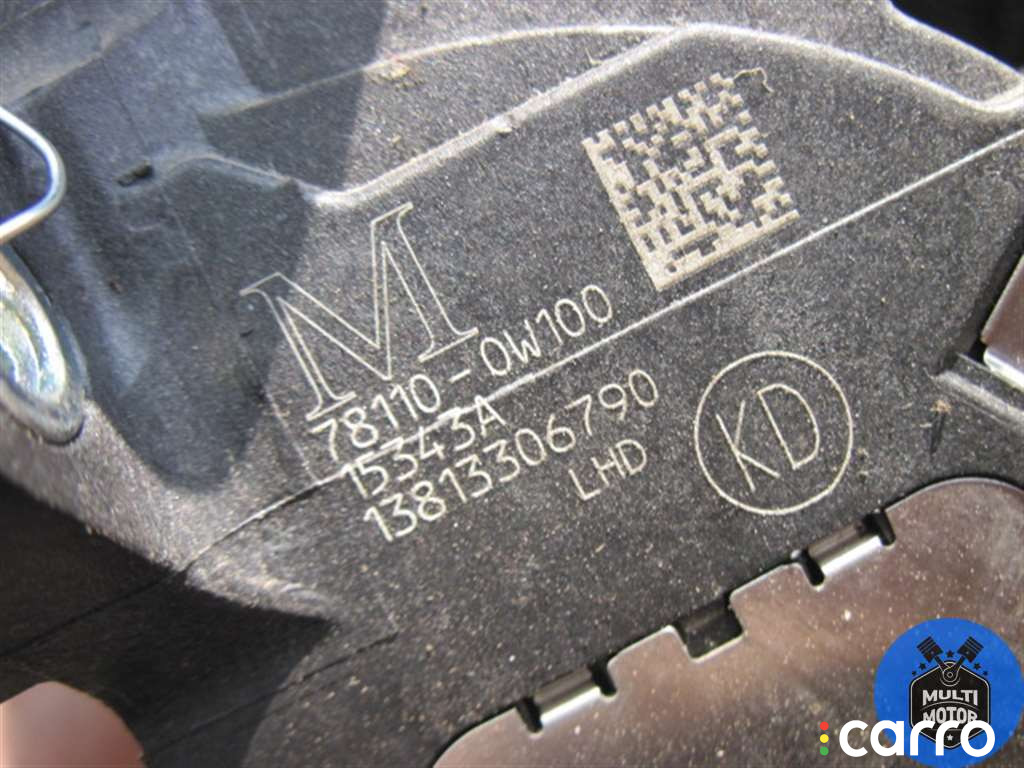 M
78110-0W100
15343A
13813306790
LHD
KD
MULTI
MOTOR
carro